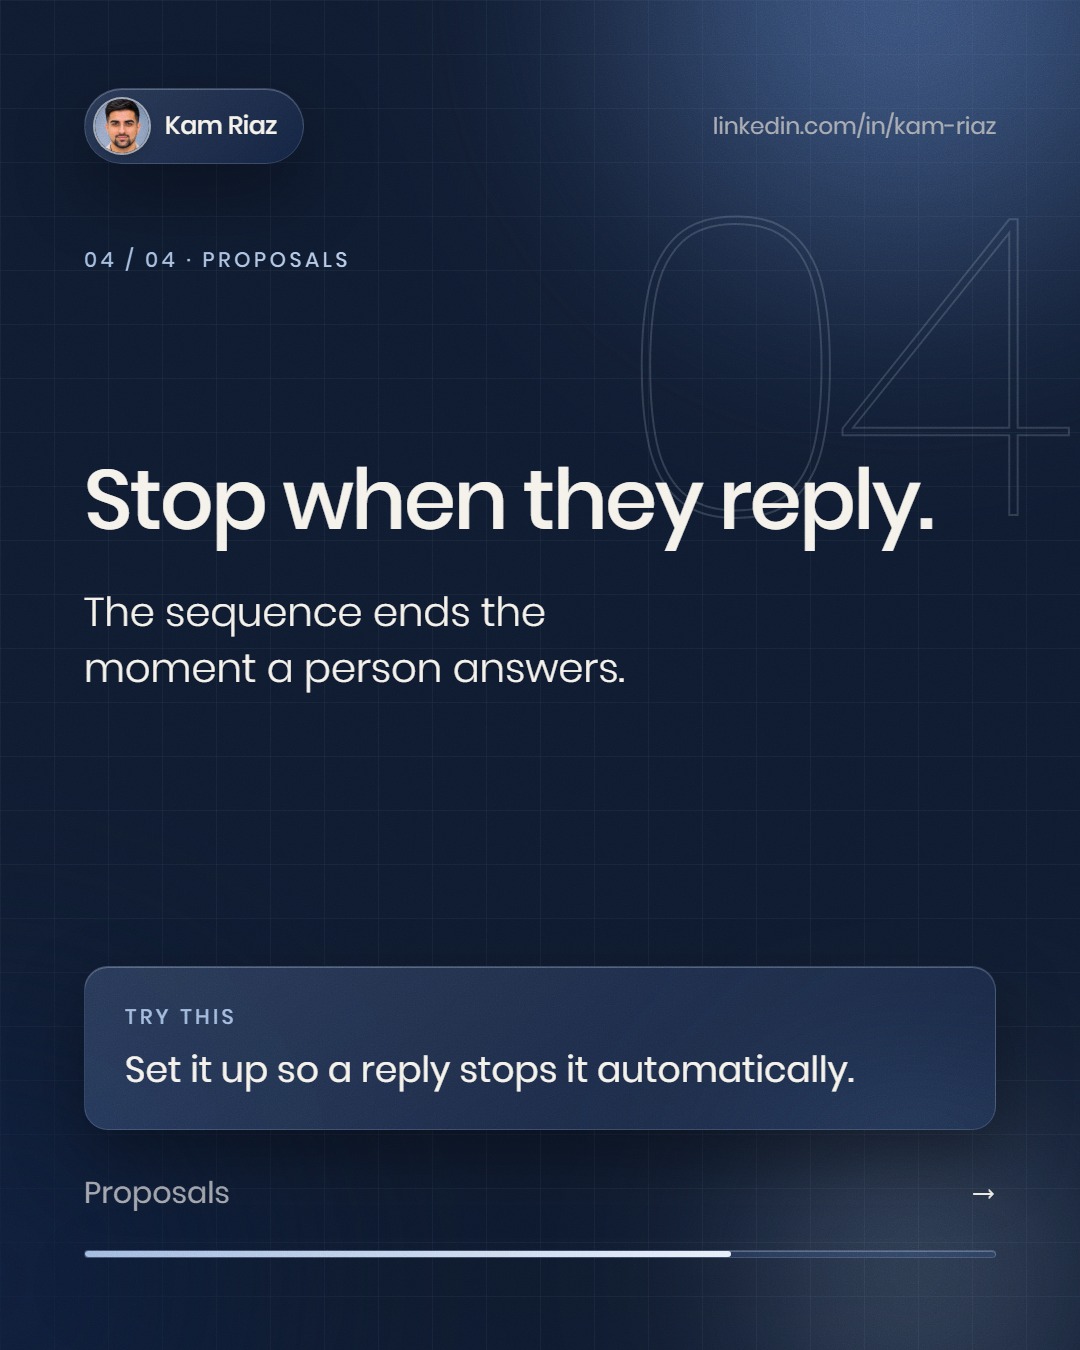 Kam Riaz
linkedin.com/in/kam-riaz
04 / 04 · PROPOSALS
04
Stop when they reply.
The sequence ends the
moment a person answers.
TRY THIS
Set it up so a reply stops it automatically.
Proposals →